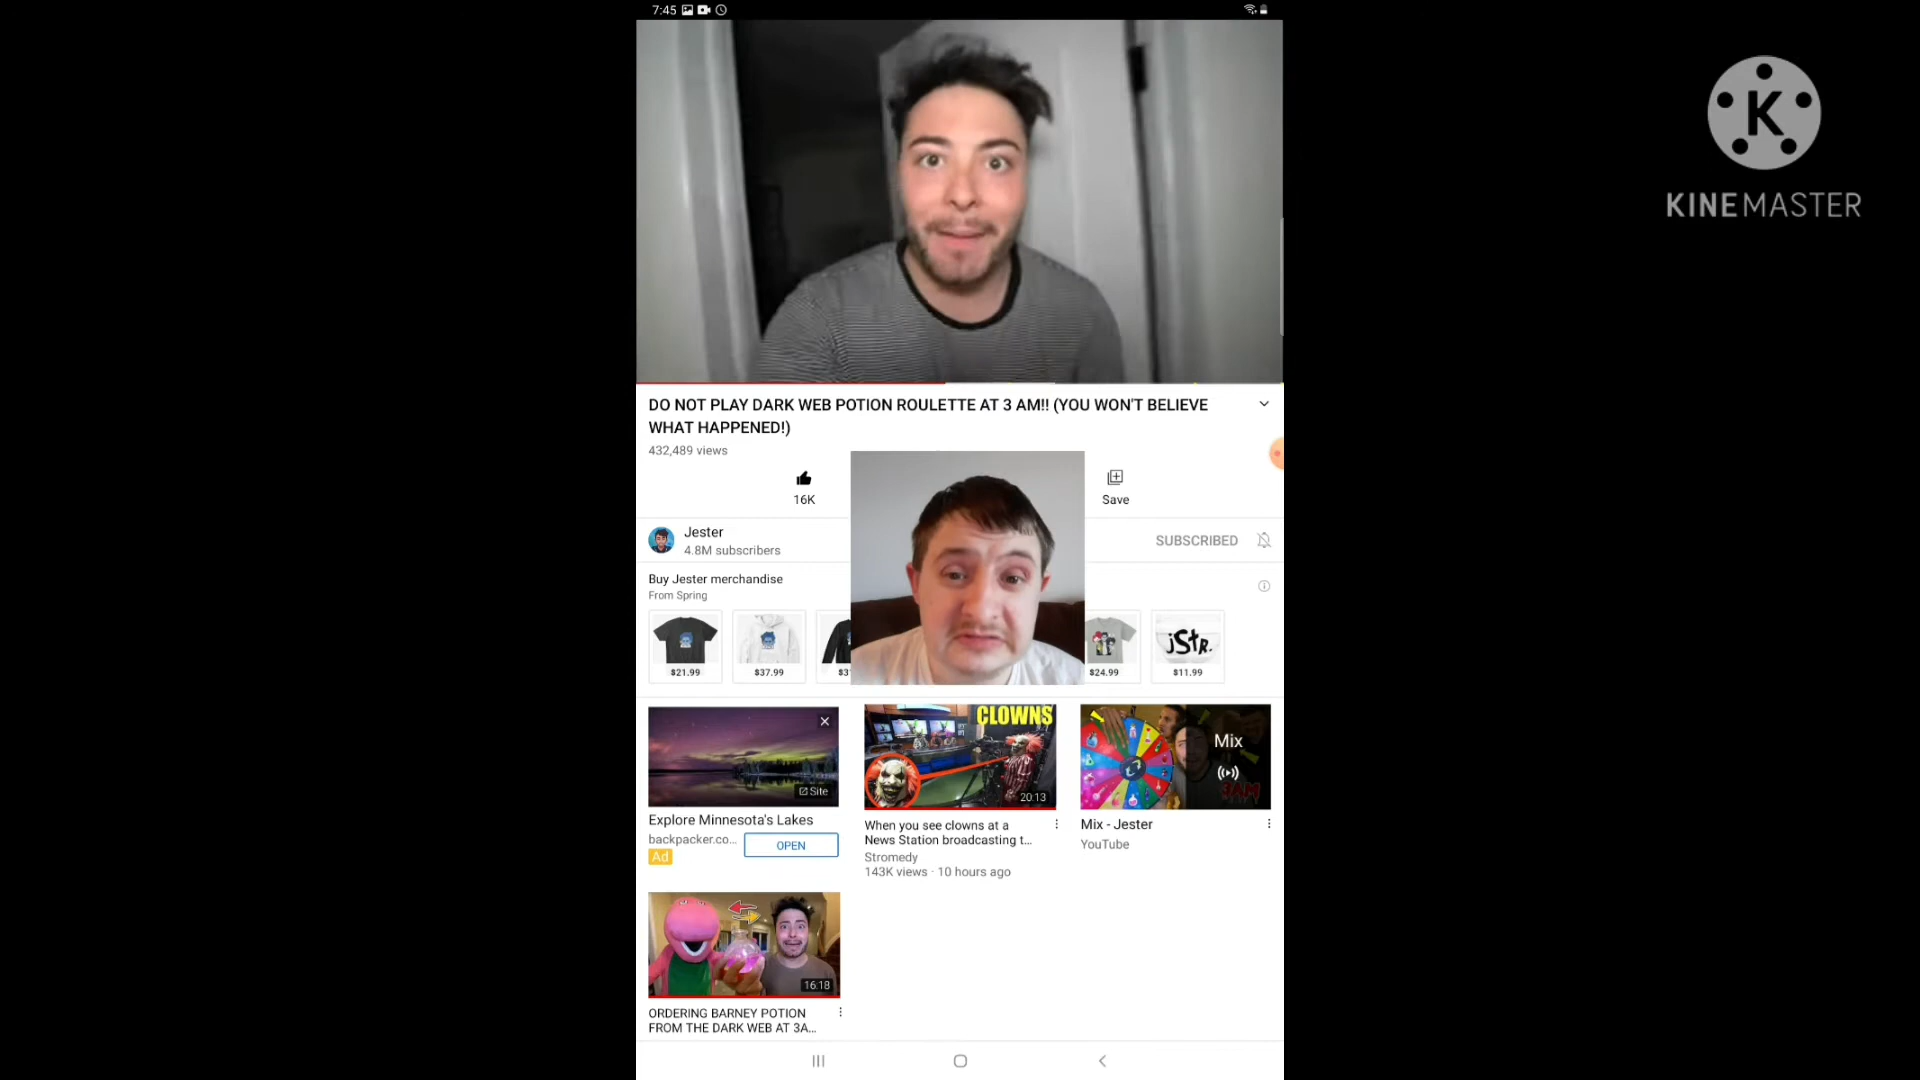 7:45
KINEMASTER
DO NOT PLAY DARK WEB POTION ROULETTE AT 3 AM!! (YOU WON'T BELIEVE
WHAT HAPPENED!)
432,489 views
16K
Save
Jester
4.8M subscribers
SUBSCRIBED
Buy Jester merchandise
From Spring
$21.99
$37.99
$3
$24.99
jStr.
$11.99
Site
Explore Minnesota's Lakes
backpacker.co...
Ad
OPEN
CLOWNS
20:13
When you see clowns at a
News Station broadcasting t...
Stromedy
143K views · 10 hours ago
Mix
3AM
Mix - Jester
YouTube
16:18
ORDERING BARNEY POTION
FROM THE DARK WEB AT 3A...